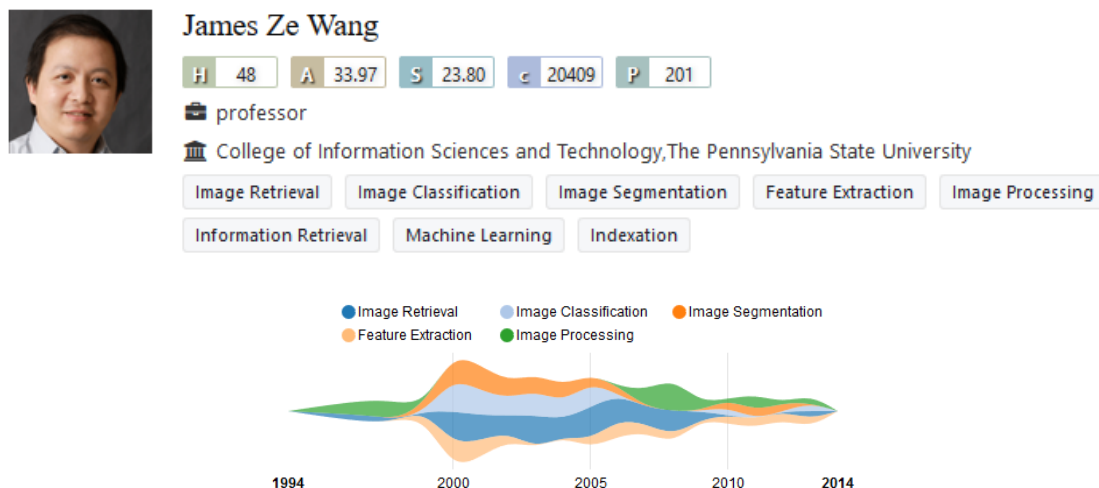 James Ze Wang
H 48 A 33.97 S 23.80 c 20409 P 201
professor
College of Information Sciences and Technology,The Pennsylvania State University
Image Retrieval Image Classification Image Segmentation Feature Extraction Image Processing
Information Retrieval Machine Learning Indexation
Image Retrieval Image Classification Image Segmentation
Feature Extraction Image Processing
1994 2000 2005 2010 2014